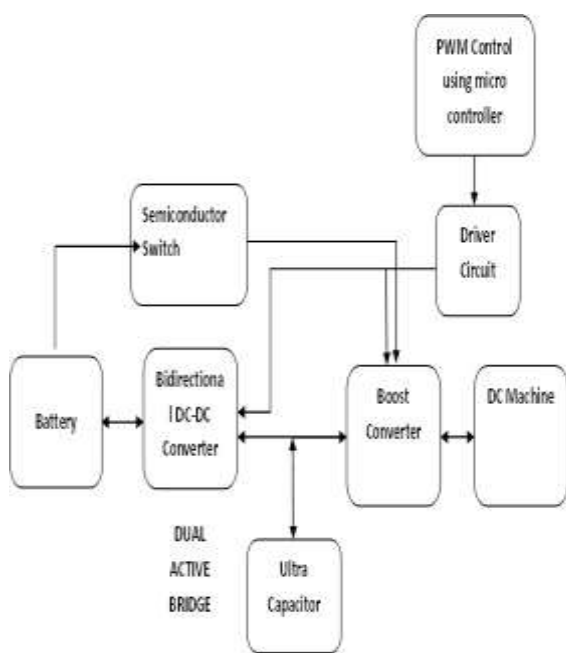 PWM Control
using micro
controller
Semiconductor
Switch
Driver
Circuit
Battery
Bidirectiona
l DC-DC
Converter
Boost
Converter
DC Machine
DUAL
ACTIVE
BRIDGE
Ultra
Capacitor